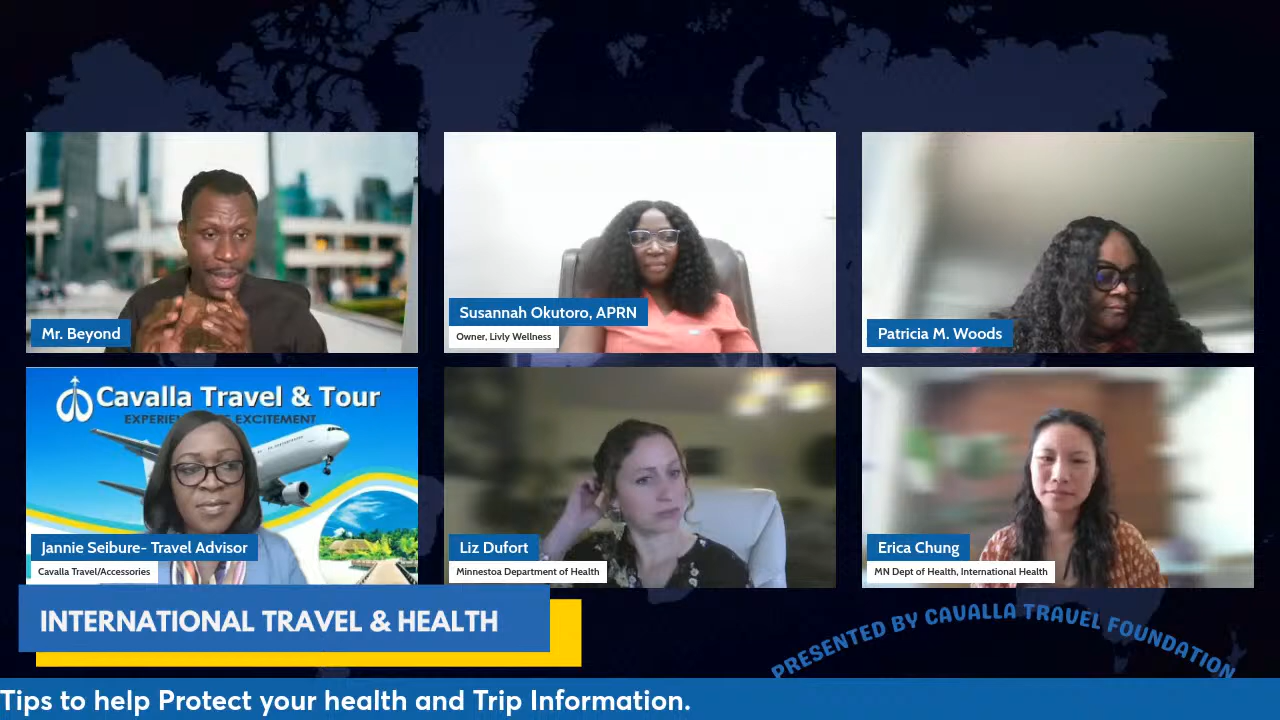 Mr. Beyond
Susannah Okutoro, APRN
Owner, Livly Wellness
Patricia M. Woods
Cavalla Travel & Tour
EXCITEMENT
Jannie Seibure- Travel Advisor
Cavalla Travel/Accessories
Liz Dufort
Minnestoa Department of Health
Erica Chung
MN Dept of Health, International Health
INTERNATIONAL TRAVEL & HEALTH
PRESENTED BY CAVALLA TRAVEL FOUNDATION
Tips to help Protect your health and Trip Information.